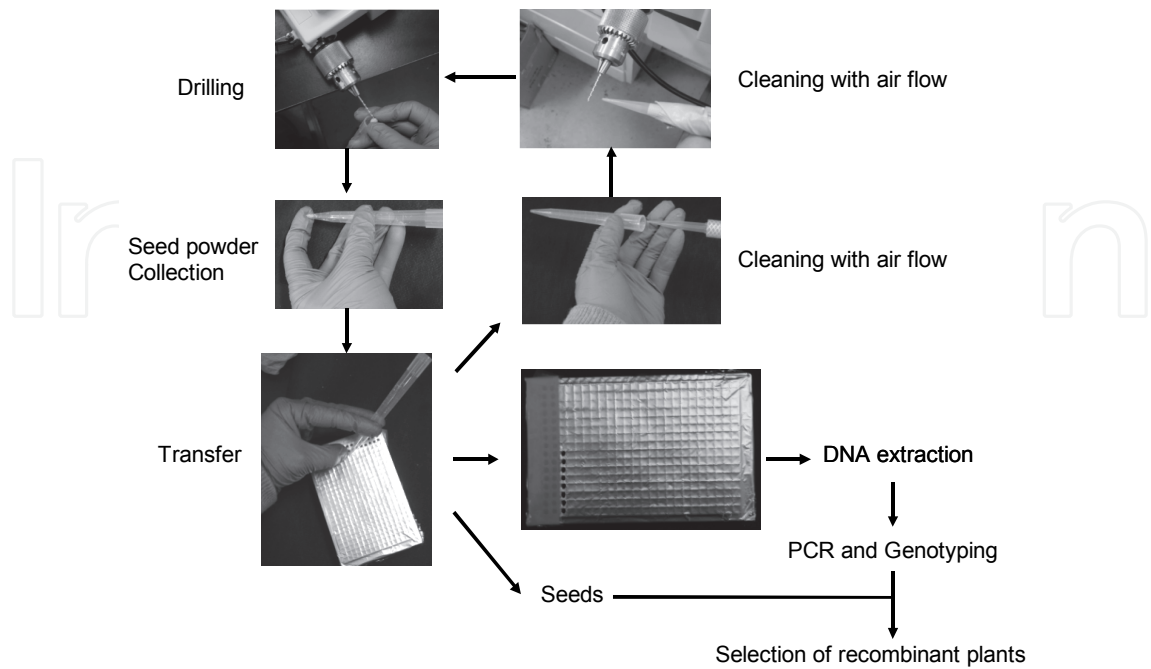 Drilling
Cleaning with air flow
Seed powder
Collection
Cleaning with air flow
Transfer
DNA extraction
PCR and Genotyping
Seeds
Selection of recombinant plants